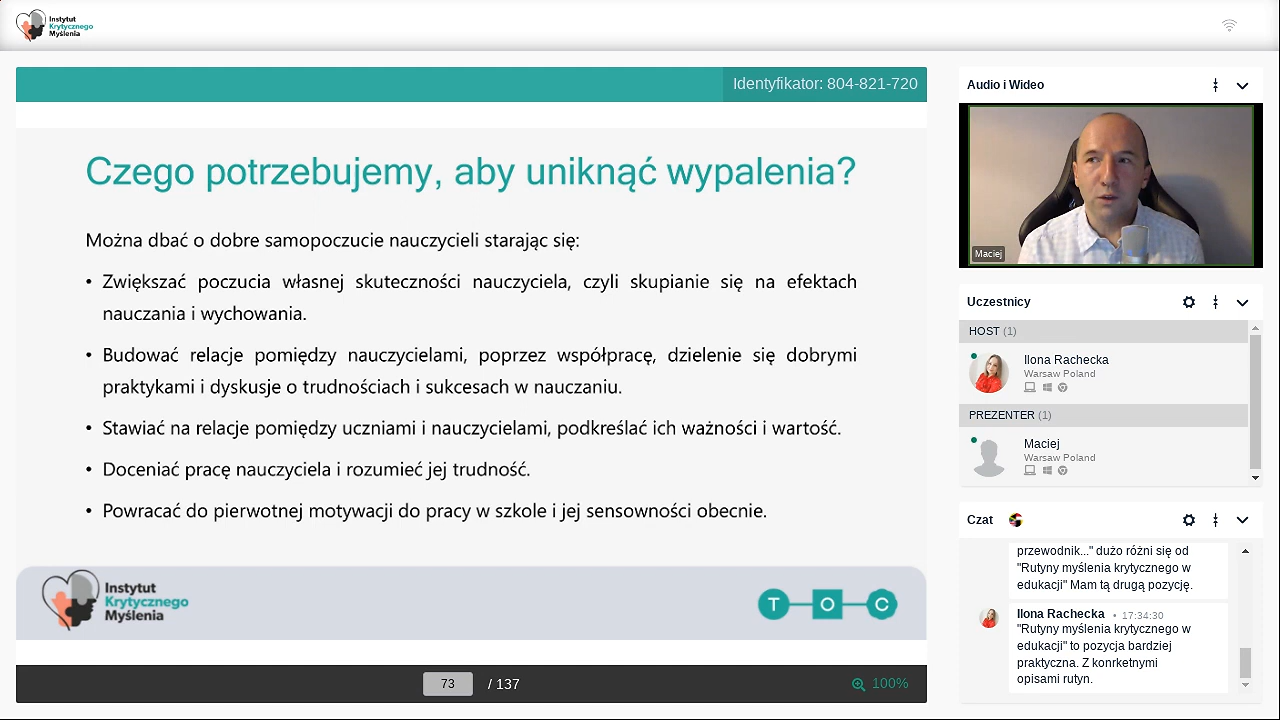 Instytut
Krytycznego
Myślenia
Identyfikator: 804-821-720
Czego potrzebujemy, aby uniknąć wypalenia?
Można dbać o dobre samopoczucie nauczycieli starając się:
• Zwiększać poczucia własnej skuteczności nauczyciela, czyli skupianie się na efektach
nauczania i wychowania.
• Budować relacje pomiędzy nauczycielami, poprzez współpracę, dzielenie się dobrymi
praktykami i dyskusje o trudnościach i sukcesach w nauczaniu.
• Stawiać na relacje pomiędzy uczniami i nauczycielami, podkreślać ich ważności i wartość.
• Doceniać pracę nauczyciela i rozumieć jej trudność.
• Powracać do pierwotnej motywacji do pracy w szkole i jej sensowności obecnie.
Instytut
Krytycznego
Myślenia
T O C
73 / 137
100%
Audio i Wideo
Maciej
Uczestnicy
HOST (1)
Ilona Rachecka
Warsaw Poland
PREZENTER (1)
Maciej
Warsaw Poland
Czat
przewodnik..." dużo różni się od
"Rutyny myślenia krytycznego w
edukacji" Mam tą drugą pozycję.
Ilona Rachecka • 17:34:30
"Rutyny myślenia krytycznego w
edukacji" to pozycja bardziej
praktyczna. Z konrketnymi
opisami rutyn.